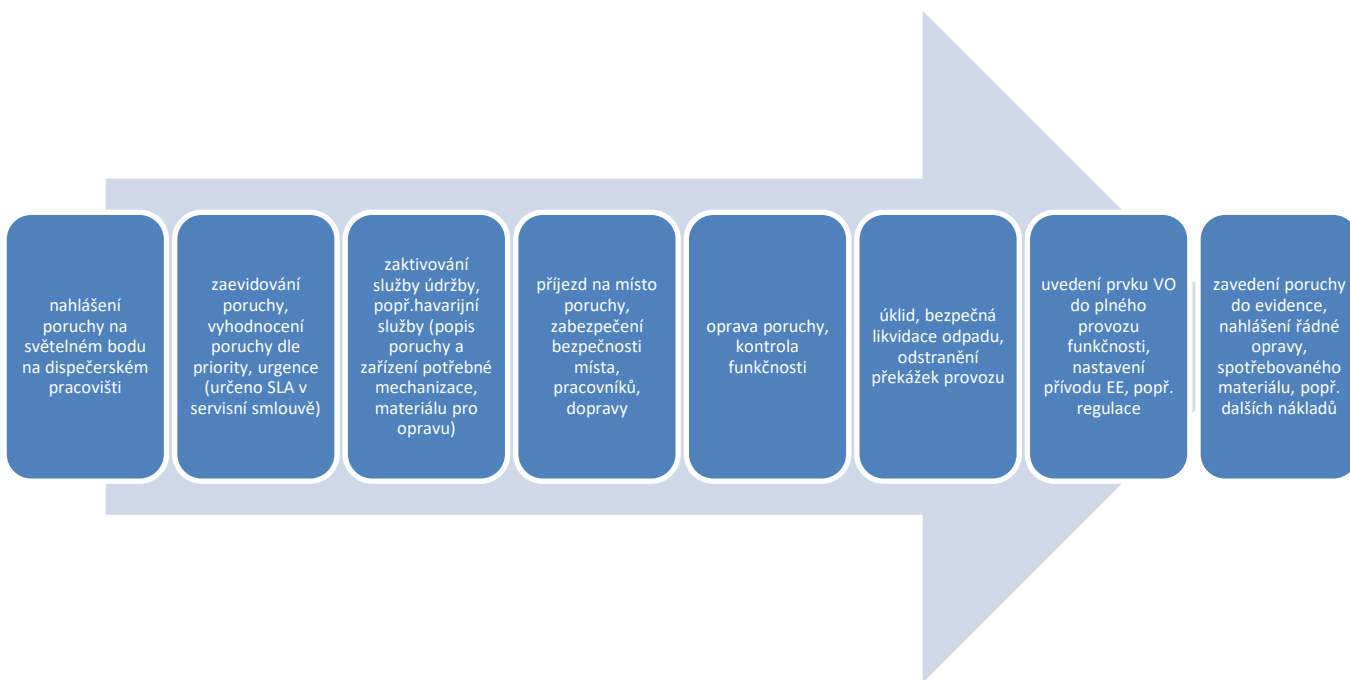 nahlášení
poruchy na
světelném bodu
na dispečerském
pracovišti
zaevidování
poruchy,
vyhodnocení
poruchy dle
priority, urgence
(určeno SLA v
servisní smlouvě)
zaktivování
služby údržby,
popř.havarijní
služby (popis
poruchy a
zařízení potřebné
mechanizace,
materiálu pro
opravu)
příjezd na místo
poruchy,
zabezpečení
bezpečnosti
místa,
pracovníků,
dopravy
oprava poruchy,
kontrola
funkčnosti
úklid, bezpečná
likvidace odpadu,
odstranění
překážek provozu
uvedení prvku VO
do plného
provozu
funkčnosti,
nastavení
přívodu EE, popř.
regulace
zavedení poruchy
do evidence,
nahlášení řádné
opravy,
spotřebovaného
materiálu, popř.
dalších nákladů